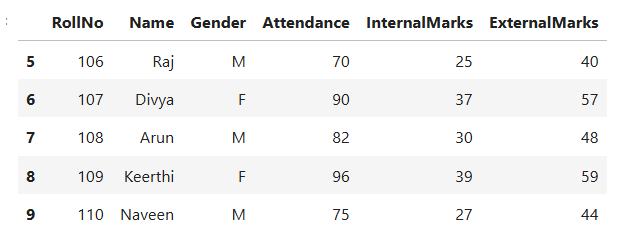 RollNo Name Gender Attendance InternalMarks ExternalMarks
5 106 Raj M 70 25 40
6 107 Divya F 90 37 57
7 108 Arun M 82 30 48
8 109 Keerthi F 96 39 59
9 110 Naveen M 75 27 44